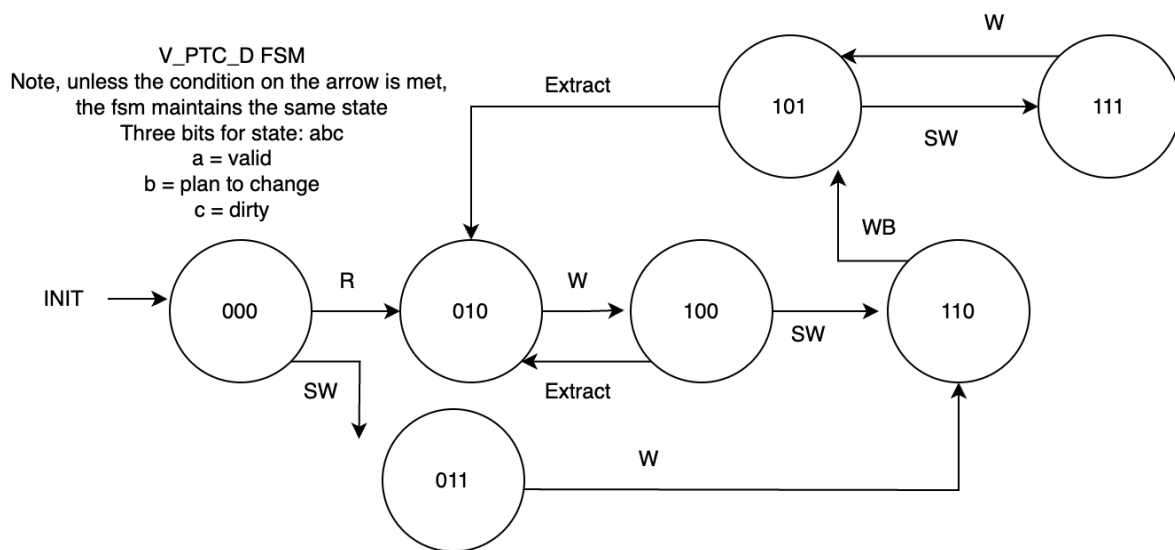 V_PTC_D FSM
Note, unless the condition on the arrow is met,
the fsm maintains the same state
Three bits for state: abc
a = valid
b = plan to change
c = dirty
W
Extract
101
111
SW
WB
INIT
R
W
000
010
100
110
SW
SW
Extract
W
011